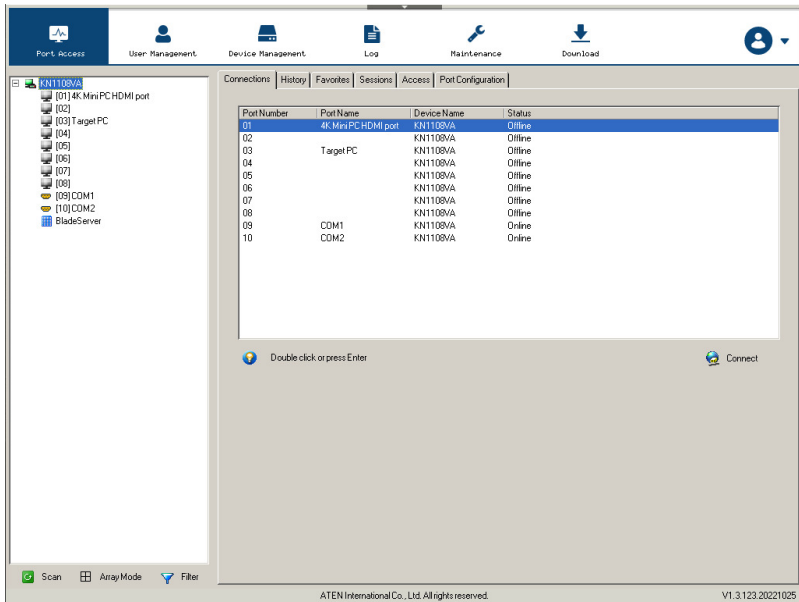 Port Access User Management Device Management Log Maintenance Download
KN1108VA
[01]4K Mini PC HDMI port
[02]
[03]Target PC
[04]
[05]
[06]
[07]
[08]
[09]COM1
[10]COM2
BladeServer
Connections History Favorites Sessions Access Port Configuration
Port Number Port Name Device Name Status
01 4K Mini PC HDMI port KN1108VA Offline
02 KN1108VA Offline
03 Target PC KN1108VA Offline
04 KN1108VA Offline
05 KN1108VA Offline
06 KN1108VA Offline
07 KN1108VA Offline
08 KN1108VA Offline
09 COM1 KN1108VA Online
10 COM2 KN1108VA Online
Double click or press Enter Connect
Scan Array Mode Filter
ATEN International Co., Ltd. All rights reserved. V1.3.123.20221025